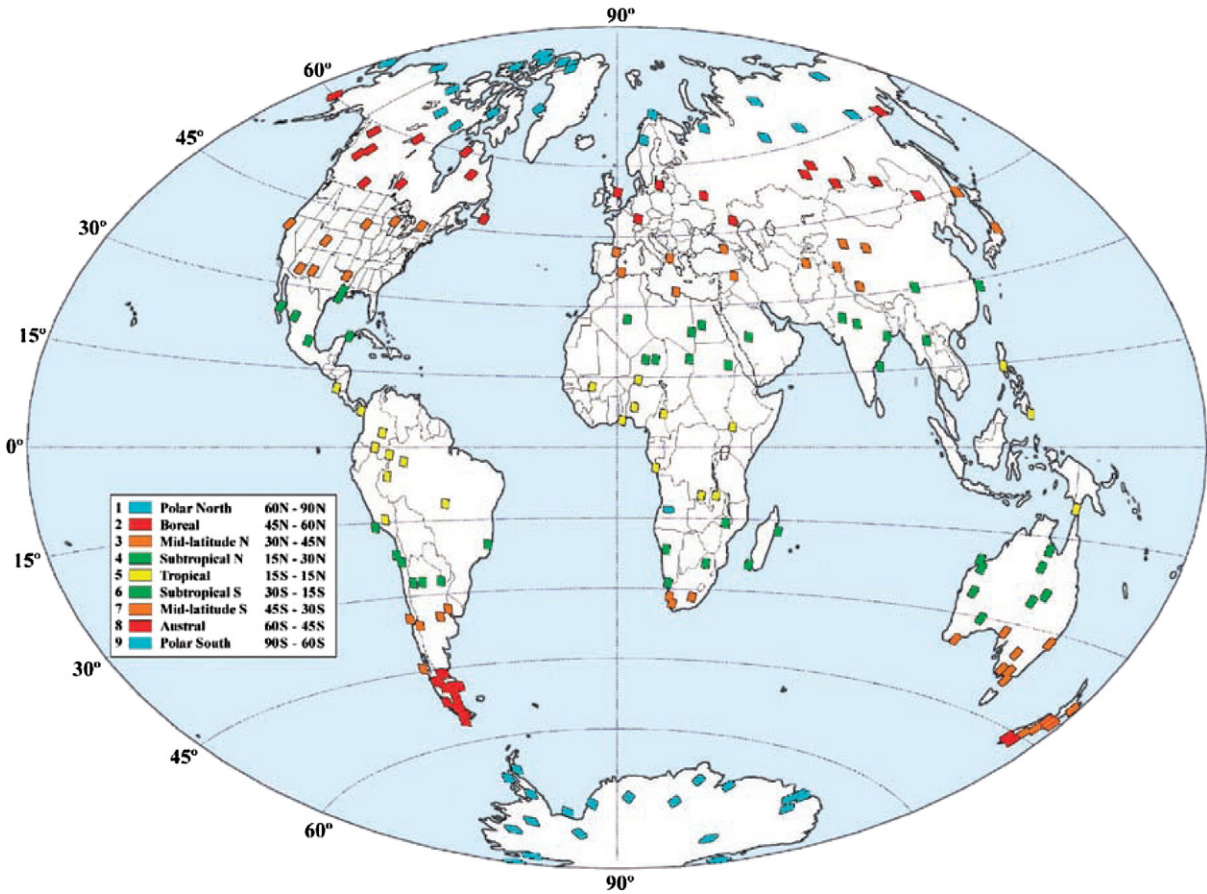 90º
60º
45º
30º
15º
0º
1 Polar North 60N - 90N
2 Boreal 45N - 60N
3 Mid-latitude N 30N - 45N
4 Subtropical N 15N - 30N
5 Tropical 15S - 15N
6 Subtropical S 30S - 15S
7 Mid-latitude S 45S - 30S
8 Austral 60S - 45S
9 Polar South 90S - 60S
15º
30º
45º
60º
90º